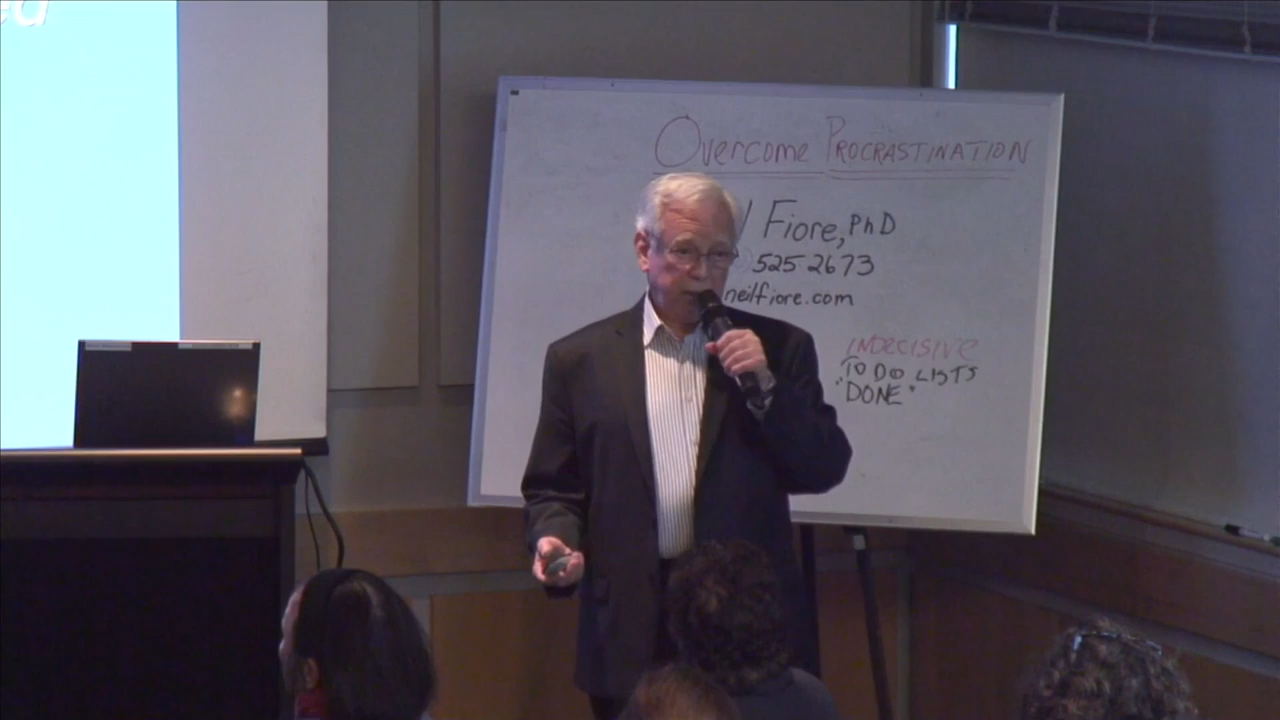 Overcome PROCRASTINATION
Fiore, PhD
525-2673
neilfiore.com
INDECISIVE
TO DO LISTS
"DONE"